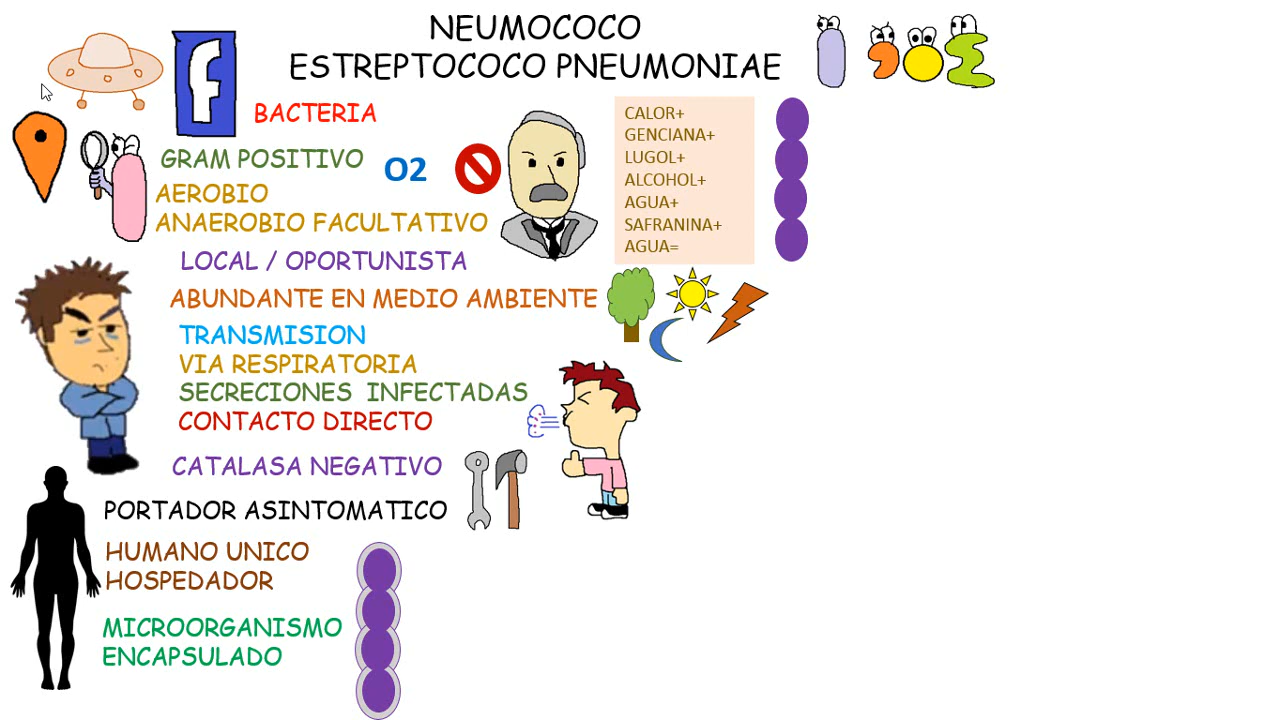 NEUMOCOCO
ESTREPTOCOCO PNEUMONIAE
f
BACTERIA
GRAM POSITIVO
O2
AEROBIO
ANAEROBIO FACULTATIVO
CALOR+
GENCIANA+
LUGOL+
ALCOHOL+
AGUA+
SAFRANINA+
AGUA=
LOCAL / OPORTUNISTA
ABUNDANTE EN MEDIO AMBIENTE
TRANSMISION
VIA RESPIRATORIA
SECRECIONES INFECTADAS
CONTACTO DIRECTO
CATALASA NEGATIVO
PORTADOR ASINTOMATICO
HUMANO UNICO
HOSPEDADOR
MICROORGANISMO
ENCAPSULADO